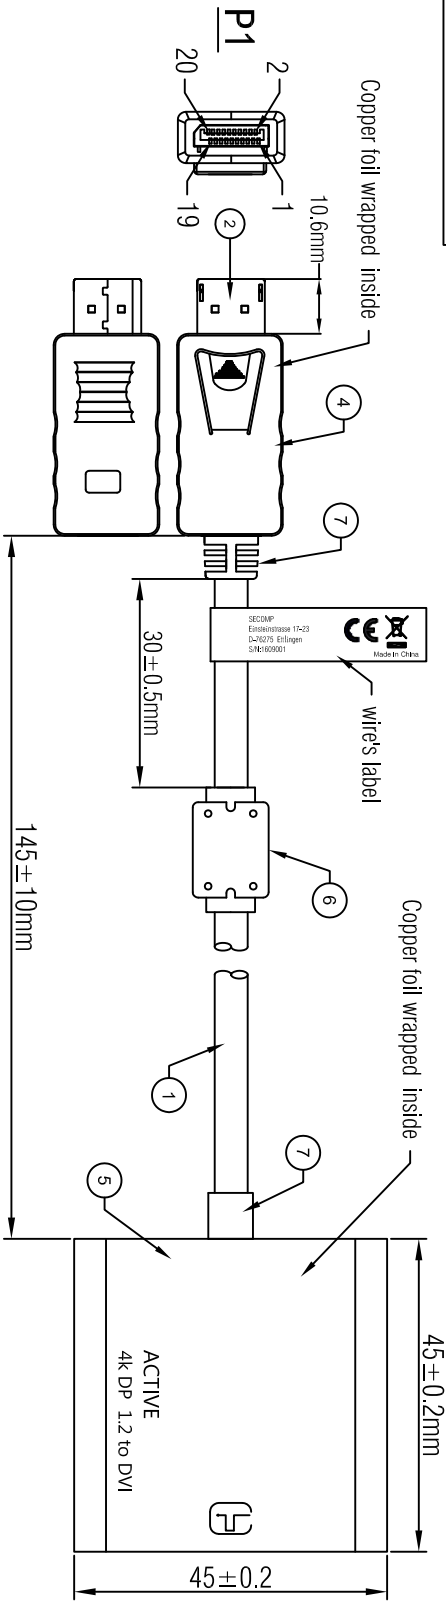 P1
20
2
19
1
Copper foil wrapped inside
10.6mm
2
4
7
SECOMP
Einsteinstrasse 17-23
D-76275 Ettlingen
S/N:1609001
CE
Made In China
wire's label
30±0.5mm
6
145±10mm
1
Copper foil wrapped inside
7
5
ACTIVE
4k DP 1.2 to DVI
45±0.2mm
45±0.2